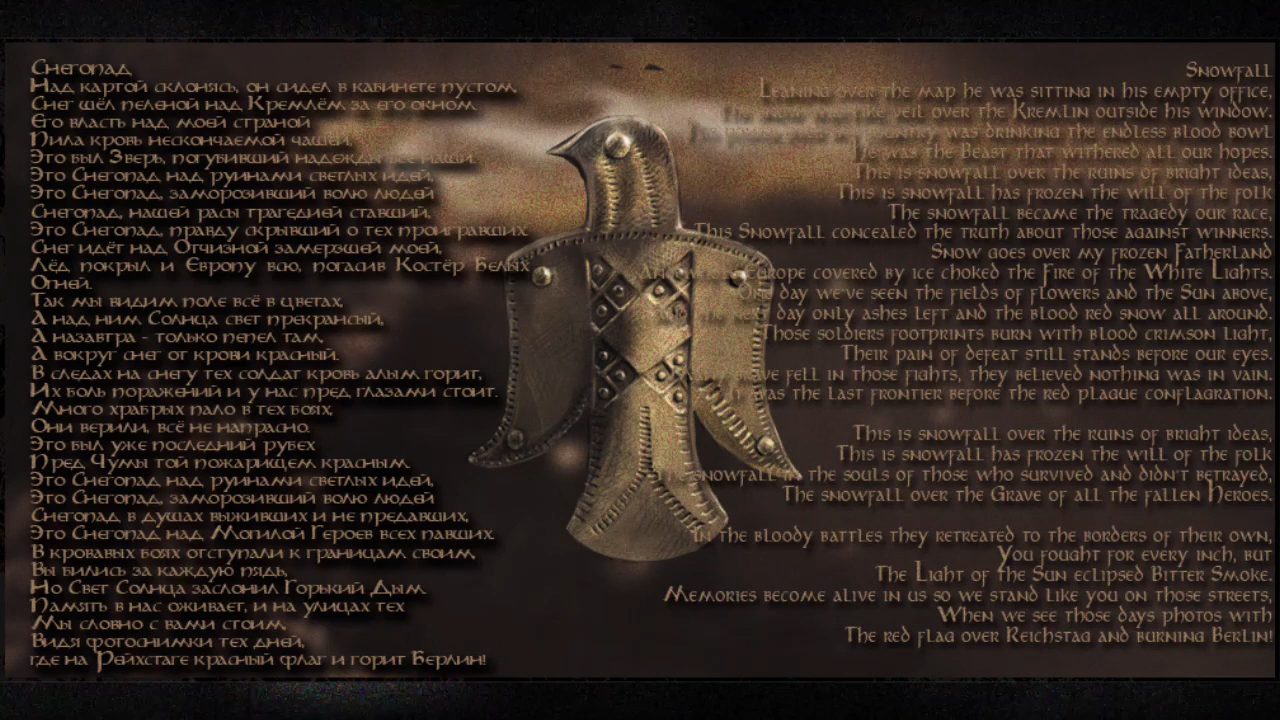 Снегопад
Над картой склонясь, он сидел в кабинете пустом,
Снег шёл пеленой над Кремлём за его окном.
Его власть над моей страной
Пила кровь нескончаемой чашей,
Это был Зверь, погубивший надежды все наши.
Это Снегопад над руинами светлых идей,
Это Снегопад, заморозивший волю людей
Снегопад, нашей расы трагедией ставший,
Это Снегопад, правду скрывший о тех проигравших
Снег идёт над Отчизной замерзшей моей,
Лёд покрыл и Европу всю, погасив Костёр Белых
Огней.
Так мы видим поле всё в цветах,
А над ним Солнца свет прекрансый,
А назавтра - только пепел там,
А вокруг снег от крови красный.
В следах на снегу тех солдат кровь алым горит,
Их боль поражений и у нас пред глазами стоит.
Много храбрых пало в тех боях,
Они верили, всё не напрасно.
Это был уже последний рубех
Пред Чумы той пожарищем красным.
Это Снегопад над руинами светлых идей,
Это Снегопад, заморозивший волю людей
Снегопад в душах выживших и не предавших,
Это Снегопад над Могилой Героев всех павших.
В кровавых боях отступали к границам своим,
Вы бились за каждую пядь,
Но Свет Солнца заслонил Горький Дым.
Память в нас оживает, и на улицах тех
Мы словно с вами стоим,
Видя фотоснимки тех дней,
где на Рейхстаге красный флаг и горит Берлин!
Snowfall
Leaning over the map he was sitting in his empty office,
The snow was like veil over the Kremlin outside his window.
His power over my country was drinking the endless blood bowl
He was the Beast that withered all our hopes.
This is snowfall over the ruins of bright ideas,
This is snowfall has frozen the will of the folk
The snowfall became the tragedy our race,
This Snowfall concealed the truth about those against winners.
Snow goes over my frozen Fatherland
Europe covered by ice choked the Fire of the White Lights.
One day we've seen the fields of flowers and the Sun above,
next day only ashes left and the blood red snow all around.
Those soldiers footprints burn with blood crimson light,
Their pain of defeat still stands before our eyes.
fell in those fights, they believed nothing was in vain.
It was the last frontier before the red plague conflagration.
This is snowfall over the ruins of bright ideas,
This is snowfall has frozen the will of the folk
The snowfall in the souls of those who survived and didn't betrayed,
The snowfall over the Grave of all the fallen Heroes.
In the bloody battles they retreated to the borders of their own,
You fought for every inch, but
The Light of the Sun eclipsed Bitter Smoke.
Memories become alive in us so we stand like you on those streets,
When we see those days photos with
The red flag over Reichstag and burning Berlin!